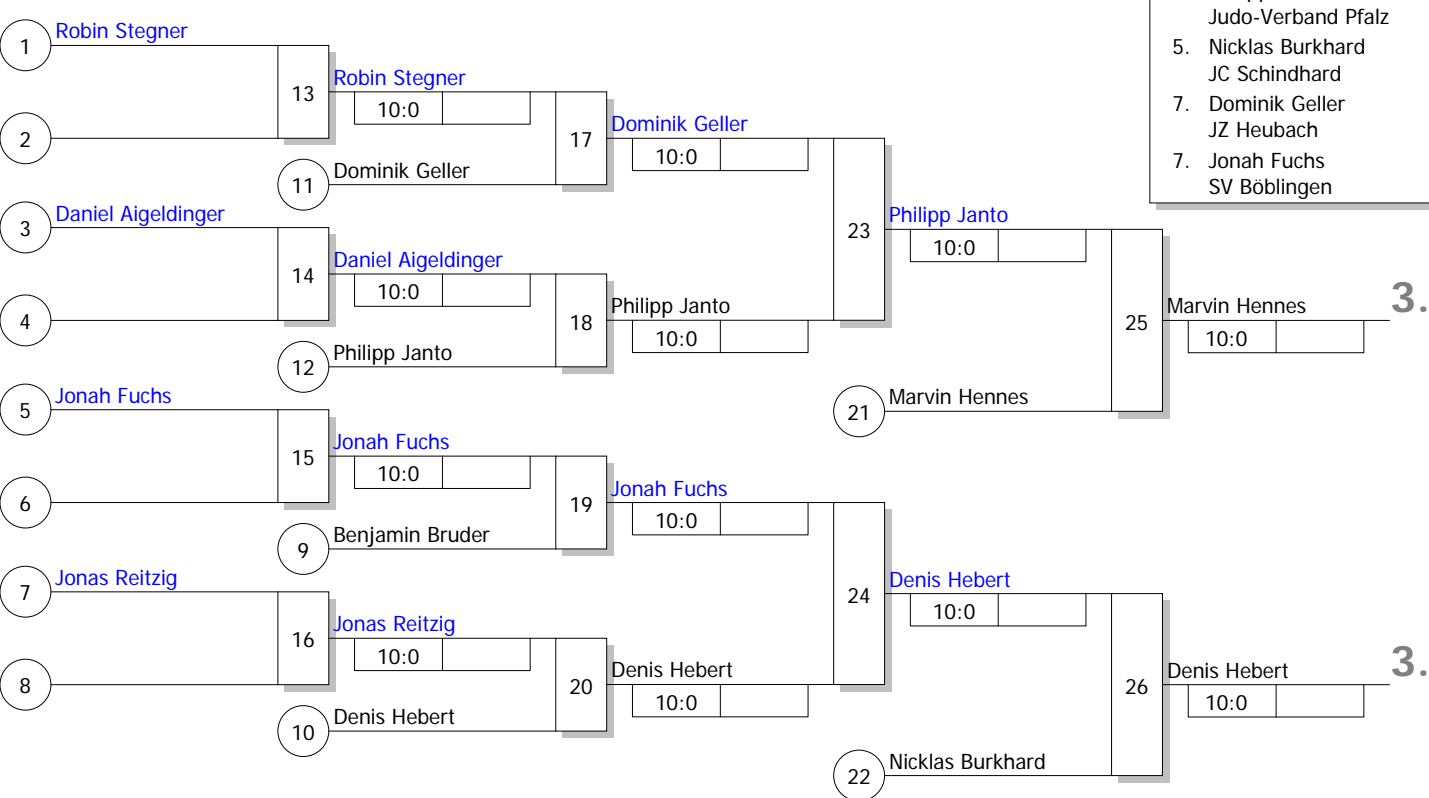 Judo-Verband Pfalz
5. Nicklas Burkhard
JC Schindhard
7. Dominik Geller
JZ Heubach
7. Jonah Fuchs
SV Böblingen
1 Robin Stegner
13 Robin Stegner
10:0
2
17 Dominik Geller
10:0
11 Dominik Geller
3 Daniel Aigeldinger
23 Philipp Janto
10:0
14 Daniel Aigeldinger
10:0
4
18 Philipp Janto
10:0
12 Philipp Janto
25 Marvin Hennes
10:0
3.
5 Jonah Fuchs
21 Marvin Hennes
15 Jonah Fuchs
10:0
6
19 Jonah Fuchs
10:0
9 Benjamin Bruder
7 Jonas Reitzig
24 Denis Hebert
10:0
16 Jonas Reitzig
10:0
8
20 Denis Hebert
10:0
10 Denis Hebert
26 Denis Hebert
10:0
3.
22 Nicklas Burkhard